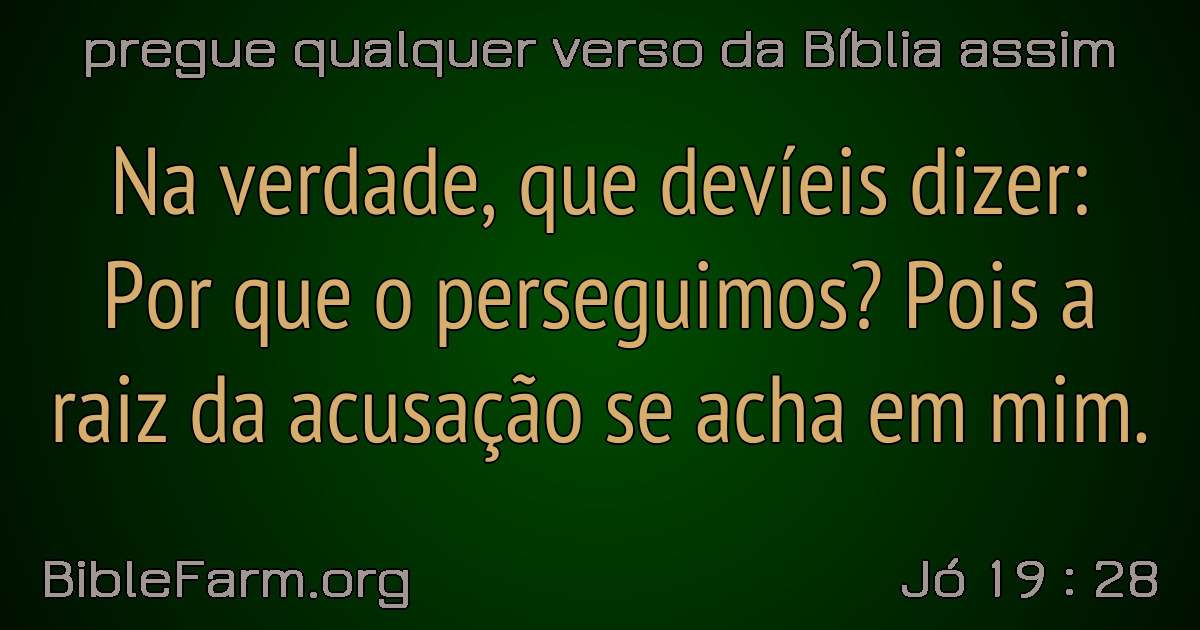 pregue qualquer verso da Bíblia assim
Na verdade, que devíeis dizer:
Por que o perseguimos? Pois a
raiz da acusação se acha em mim.
BibleFarm.org
Jó 19 : 28